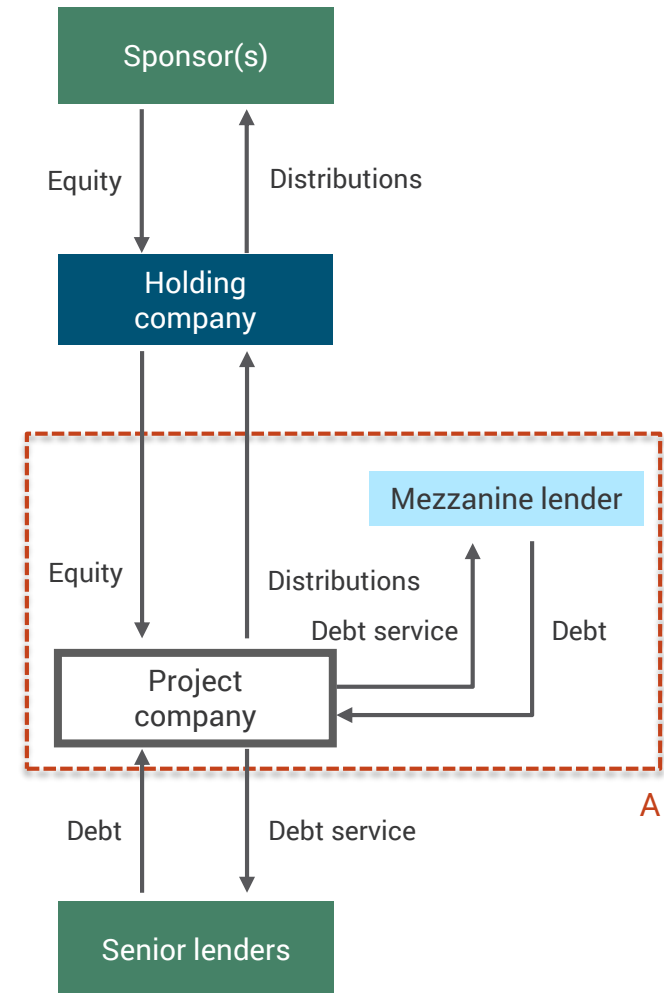 Sponsor(s)
Equity
Distributions
Holding
company
Mezzanine lender
Equity
Distributions
Debt service
Debt
Project
company
A
Debt
Debt service
Senior lenders